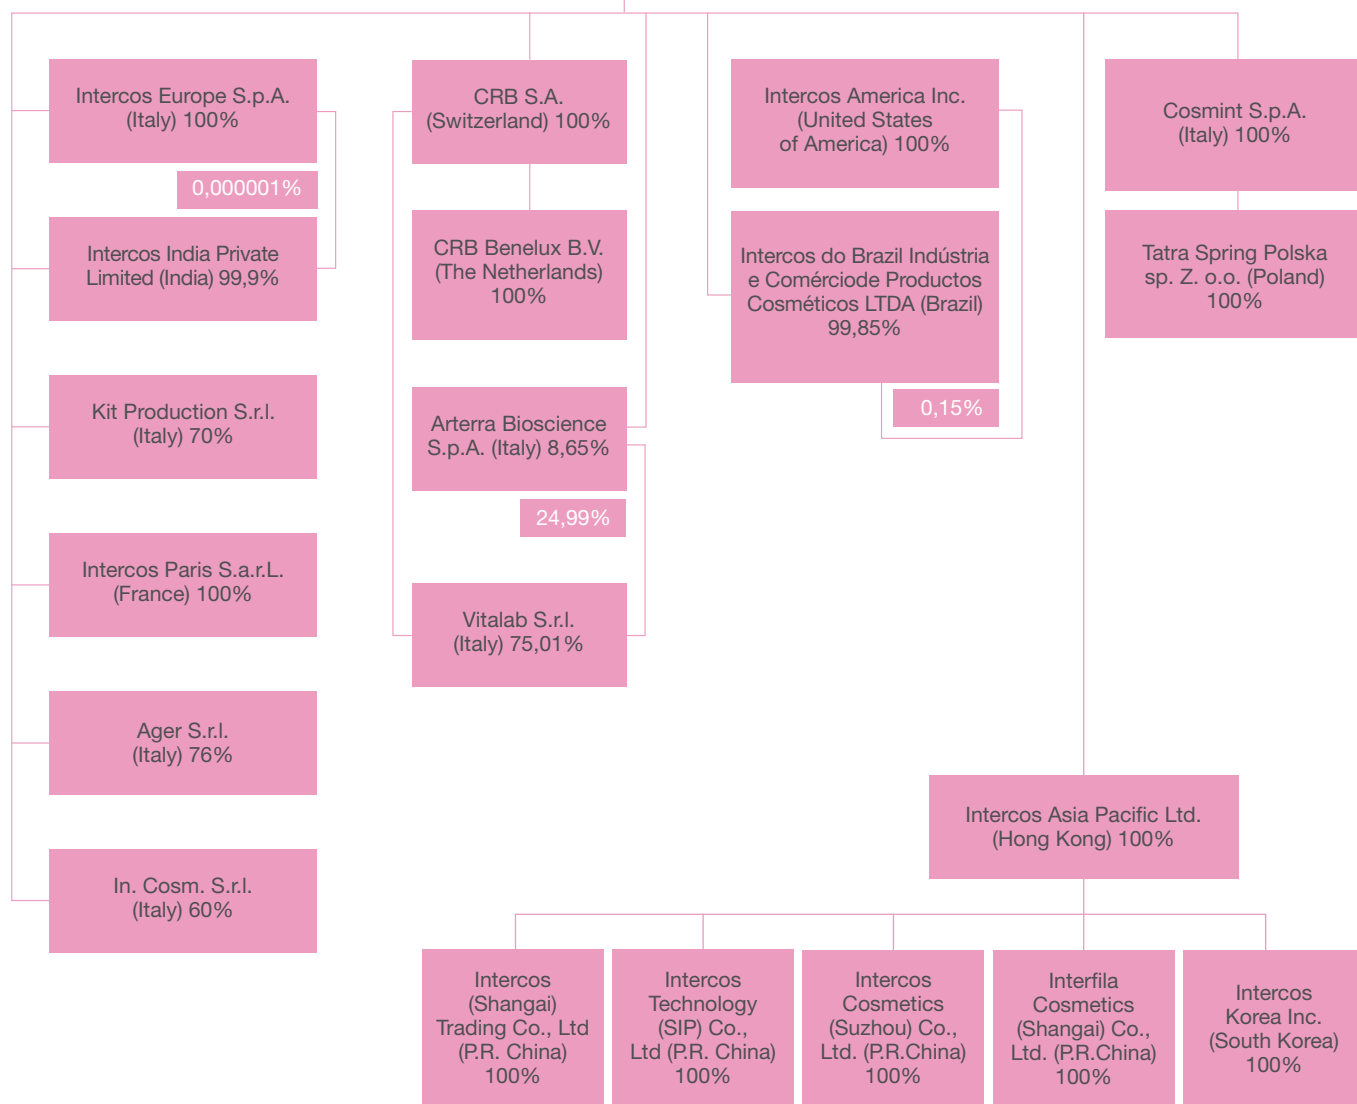 Intercos Europe S.p.A.
(Italy) 100%
0,000001%
Intercos India Private
Limited (India) 99,9%
Kit Production S.r.l.
(Italy) 70%
Intercos Paris S.a.r.L.
(France) 100%
Ager S.r.l.
(Italy) 76%
In. Cosm. S.r.l.
(Italy) 60%
CRB S.A.
(Switzerland) 100%
CRB Benelux B.V.
(The Netherlands)
100%
Arterra Bioscience
S.p.A. (Italy) 8,65%
24,99%
Vitalab S.r.l.
(Italy) 75,01%
Intercos America Inc.
(United States
of America) 100%
Intercos do Brazil Indústria
e Comérciode Productos
Cosméticos LTDA (Brazil)
99,85%
0,15%
Cosmint S.p.A.
(Italy) 100%
Tatra Spring Polska
sp. Z. o.o. (Poland)
100%
Intercos Asia Pacific Ltd.
(Hong Kong) 100%
Intercos
(Shangai)
Trading Co., Ltd
(P.R. China)
100%
Intercos
Technology
(SIP) Co.,
Ltd (P.R. China)
100%
Intercos
Cosmetics
(Suzhou) Co.,
Ltd. (P.R.China)
100%
Interfila
Cosmetics
(Shangai) Co.,
Ltd. (P.R.China)
100%
Intercos
Korea Inc.
(South Korea)
100%